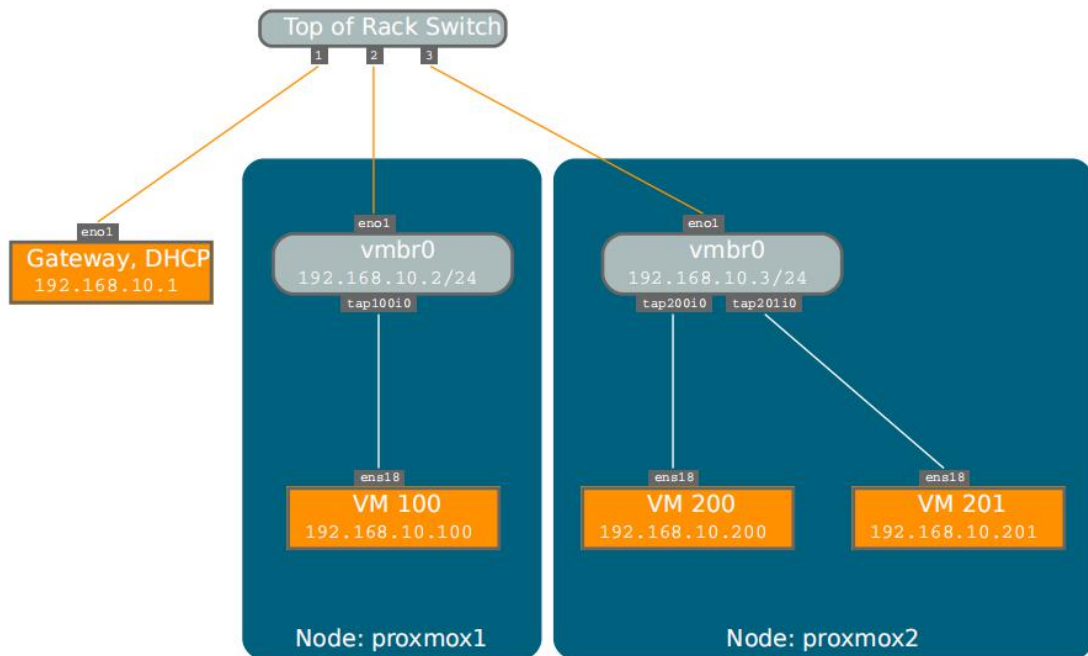 Top of Rack Switch
1 2 3
eno1
Gateway, DHCP
192.168.10.1
eno1
vmbr0
192.168.10.2/24
tap100i0
ens18
VM 100
192.168.10.100
Node: proxmox1
eno1
vmbr0
192.168.10.3/24
tap200i0 tap201i0
ens18
VM 200
192.168.10.200
ens18
VM 201
192.168.10.201
Node: proxmox2